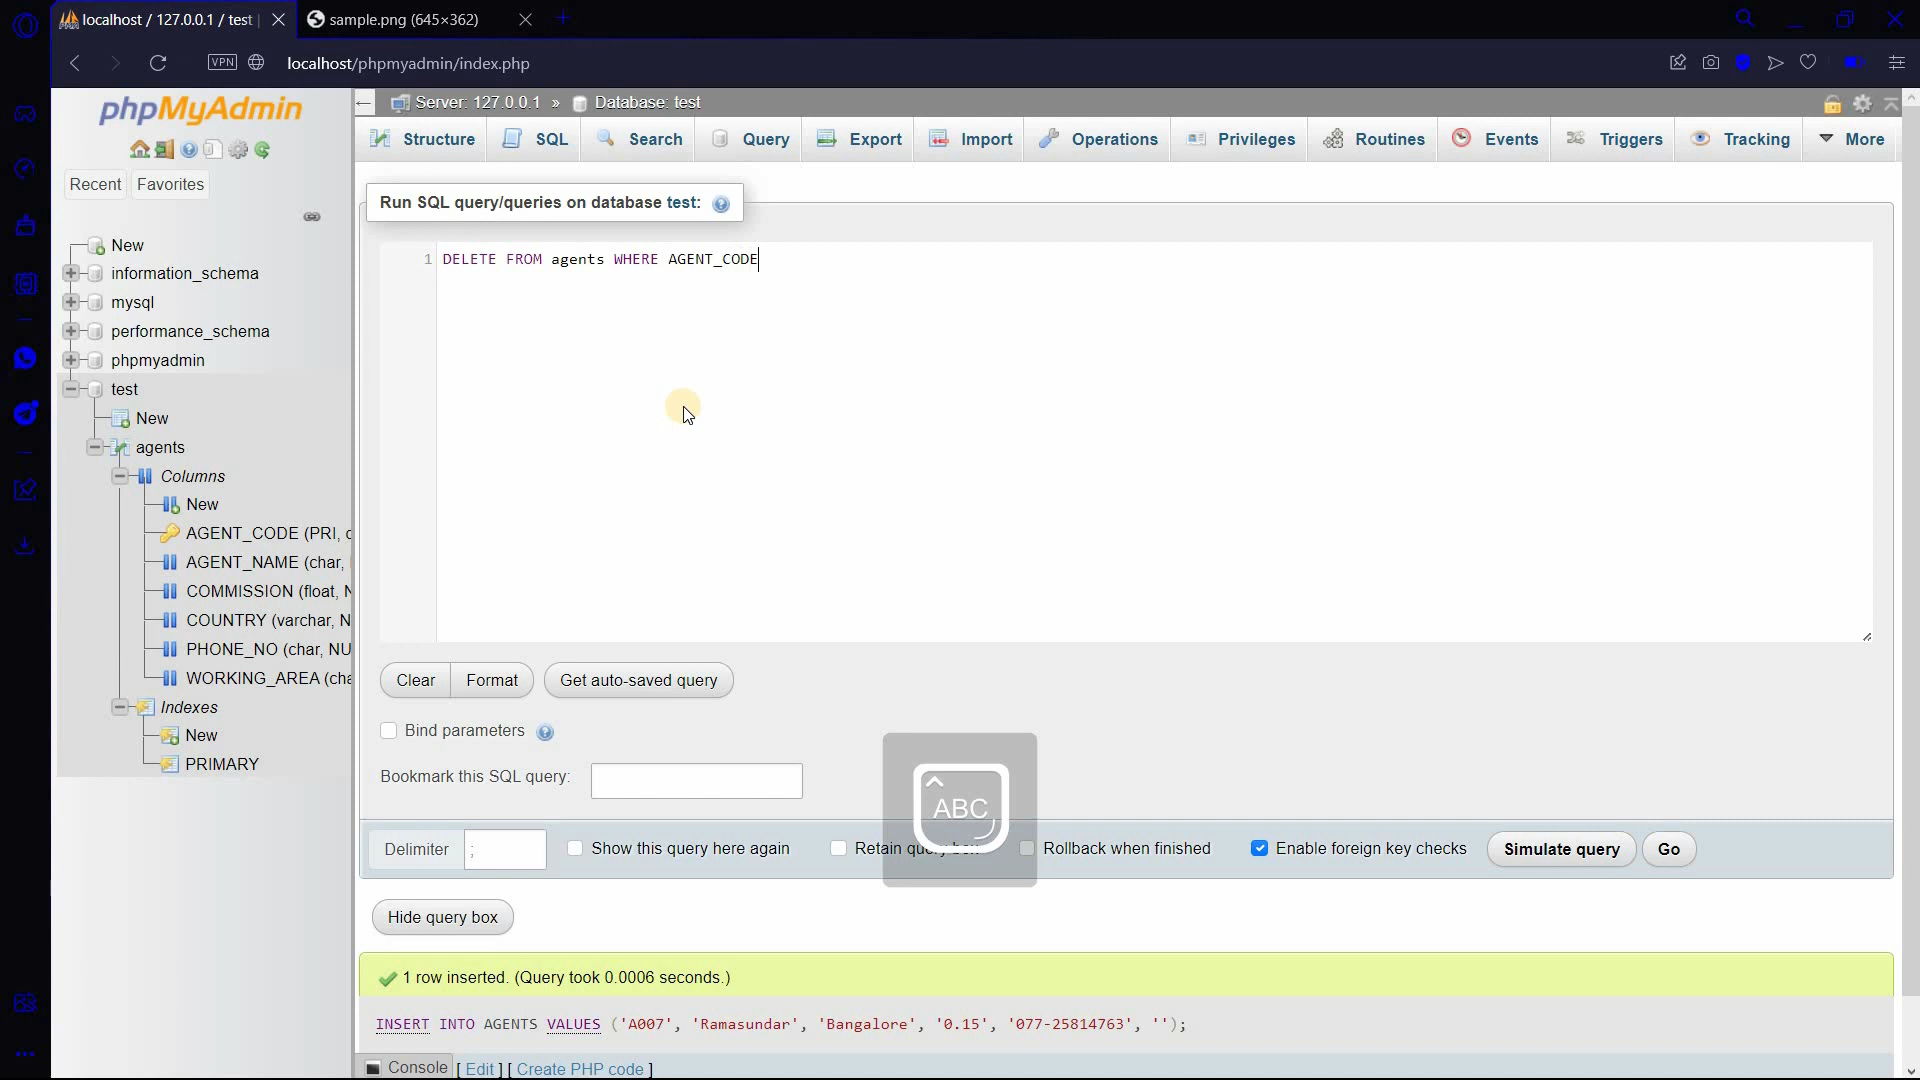 localhost / 127.0.0.1 / test
sample.png (645×362)
VPN
localhost/phpmyadmin/index.php
phpMyAdmin
Recent
Favorites
New
information_schema
mysql
performance_schema
phpmyadmin
test
New
agents
Columns
New
AGENT_CODE (PRI, c
AGENT_NAME (char,
COMMISSION (float, N
COUNTRY (varchar, N
PHONE_NO (char, NU
WORKING_AREA (cha
Indexes
New
PRIMARY
Server: 127.0.0.1 » Database: test
Structure
SQL
Search
Query
Export
Import
Operations
Privileges
Routines
Events
Triggers
Tracking
More
Run SQL query/queries on database test:
1 DELETE FROM agents WHERE AGENT_CODE
Clear
Format
Get auto-saved query
Bind parameters
Bookmark this SQL query:
ABC
Delimiter
;
Show this query here again
Retain query box
Rollback when finished
Enable foreign key checks
Simulate query
Go
Hide query box
1 row inserted. (Query took 0.0006 seconds.)
INSERT INTO AGENTS VALUES ('A007', 'Ramasundar', 'Bangalore', '0.15', '077-25814763', '');
Console
[ Edit ] [ Create PHP code ]